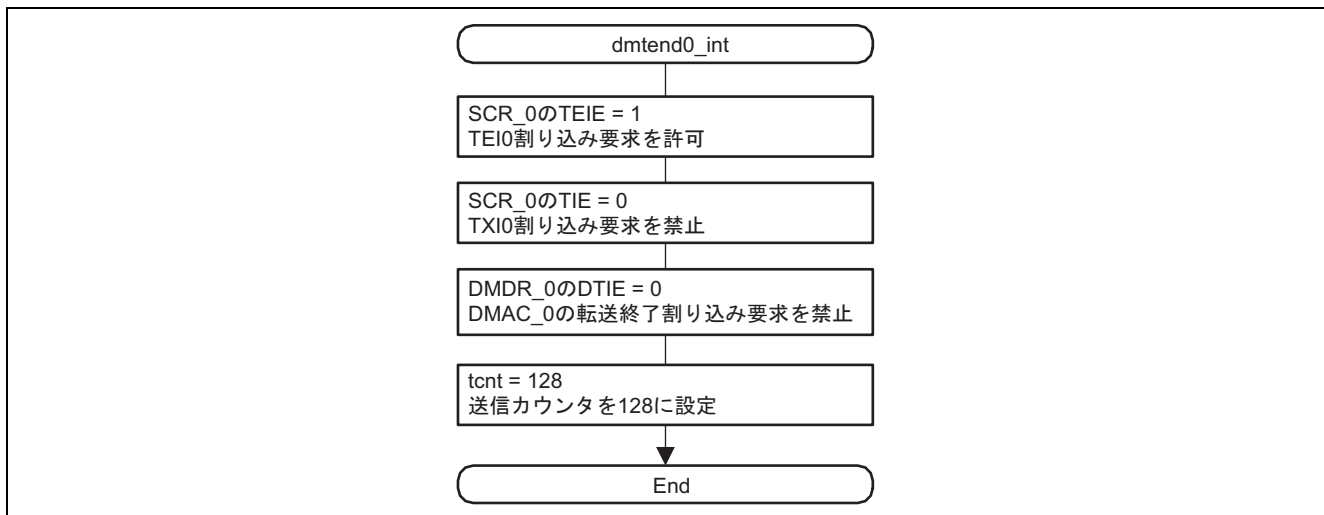 dmtend0_int
SCR_0のTEIE = 1
TEI0割り込み要求を許可
SCR_0のTIE = 0
TXI0割り込み要求を禁止
DMDR_0のDTIE = 0
DMAC_0の転送終了割り込み要求を禁止
tcnt = 128
送信カウンタを128に設定
End